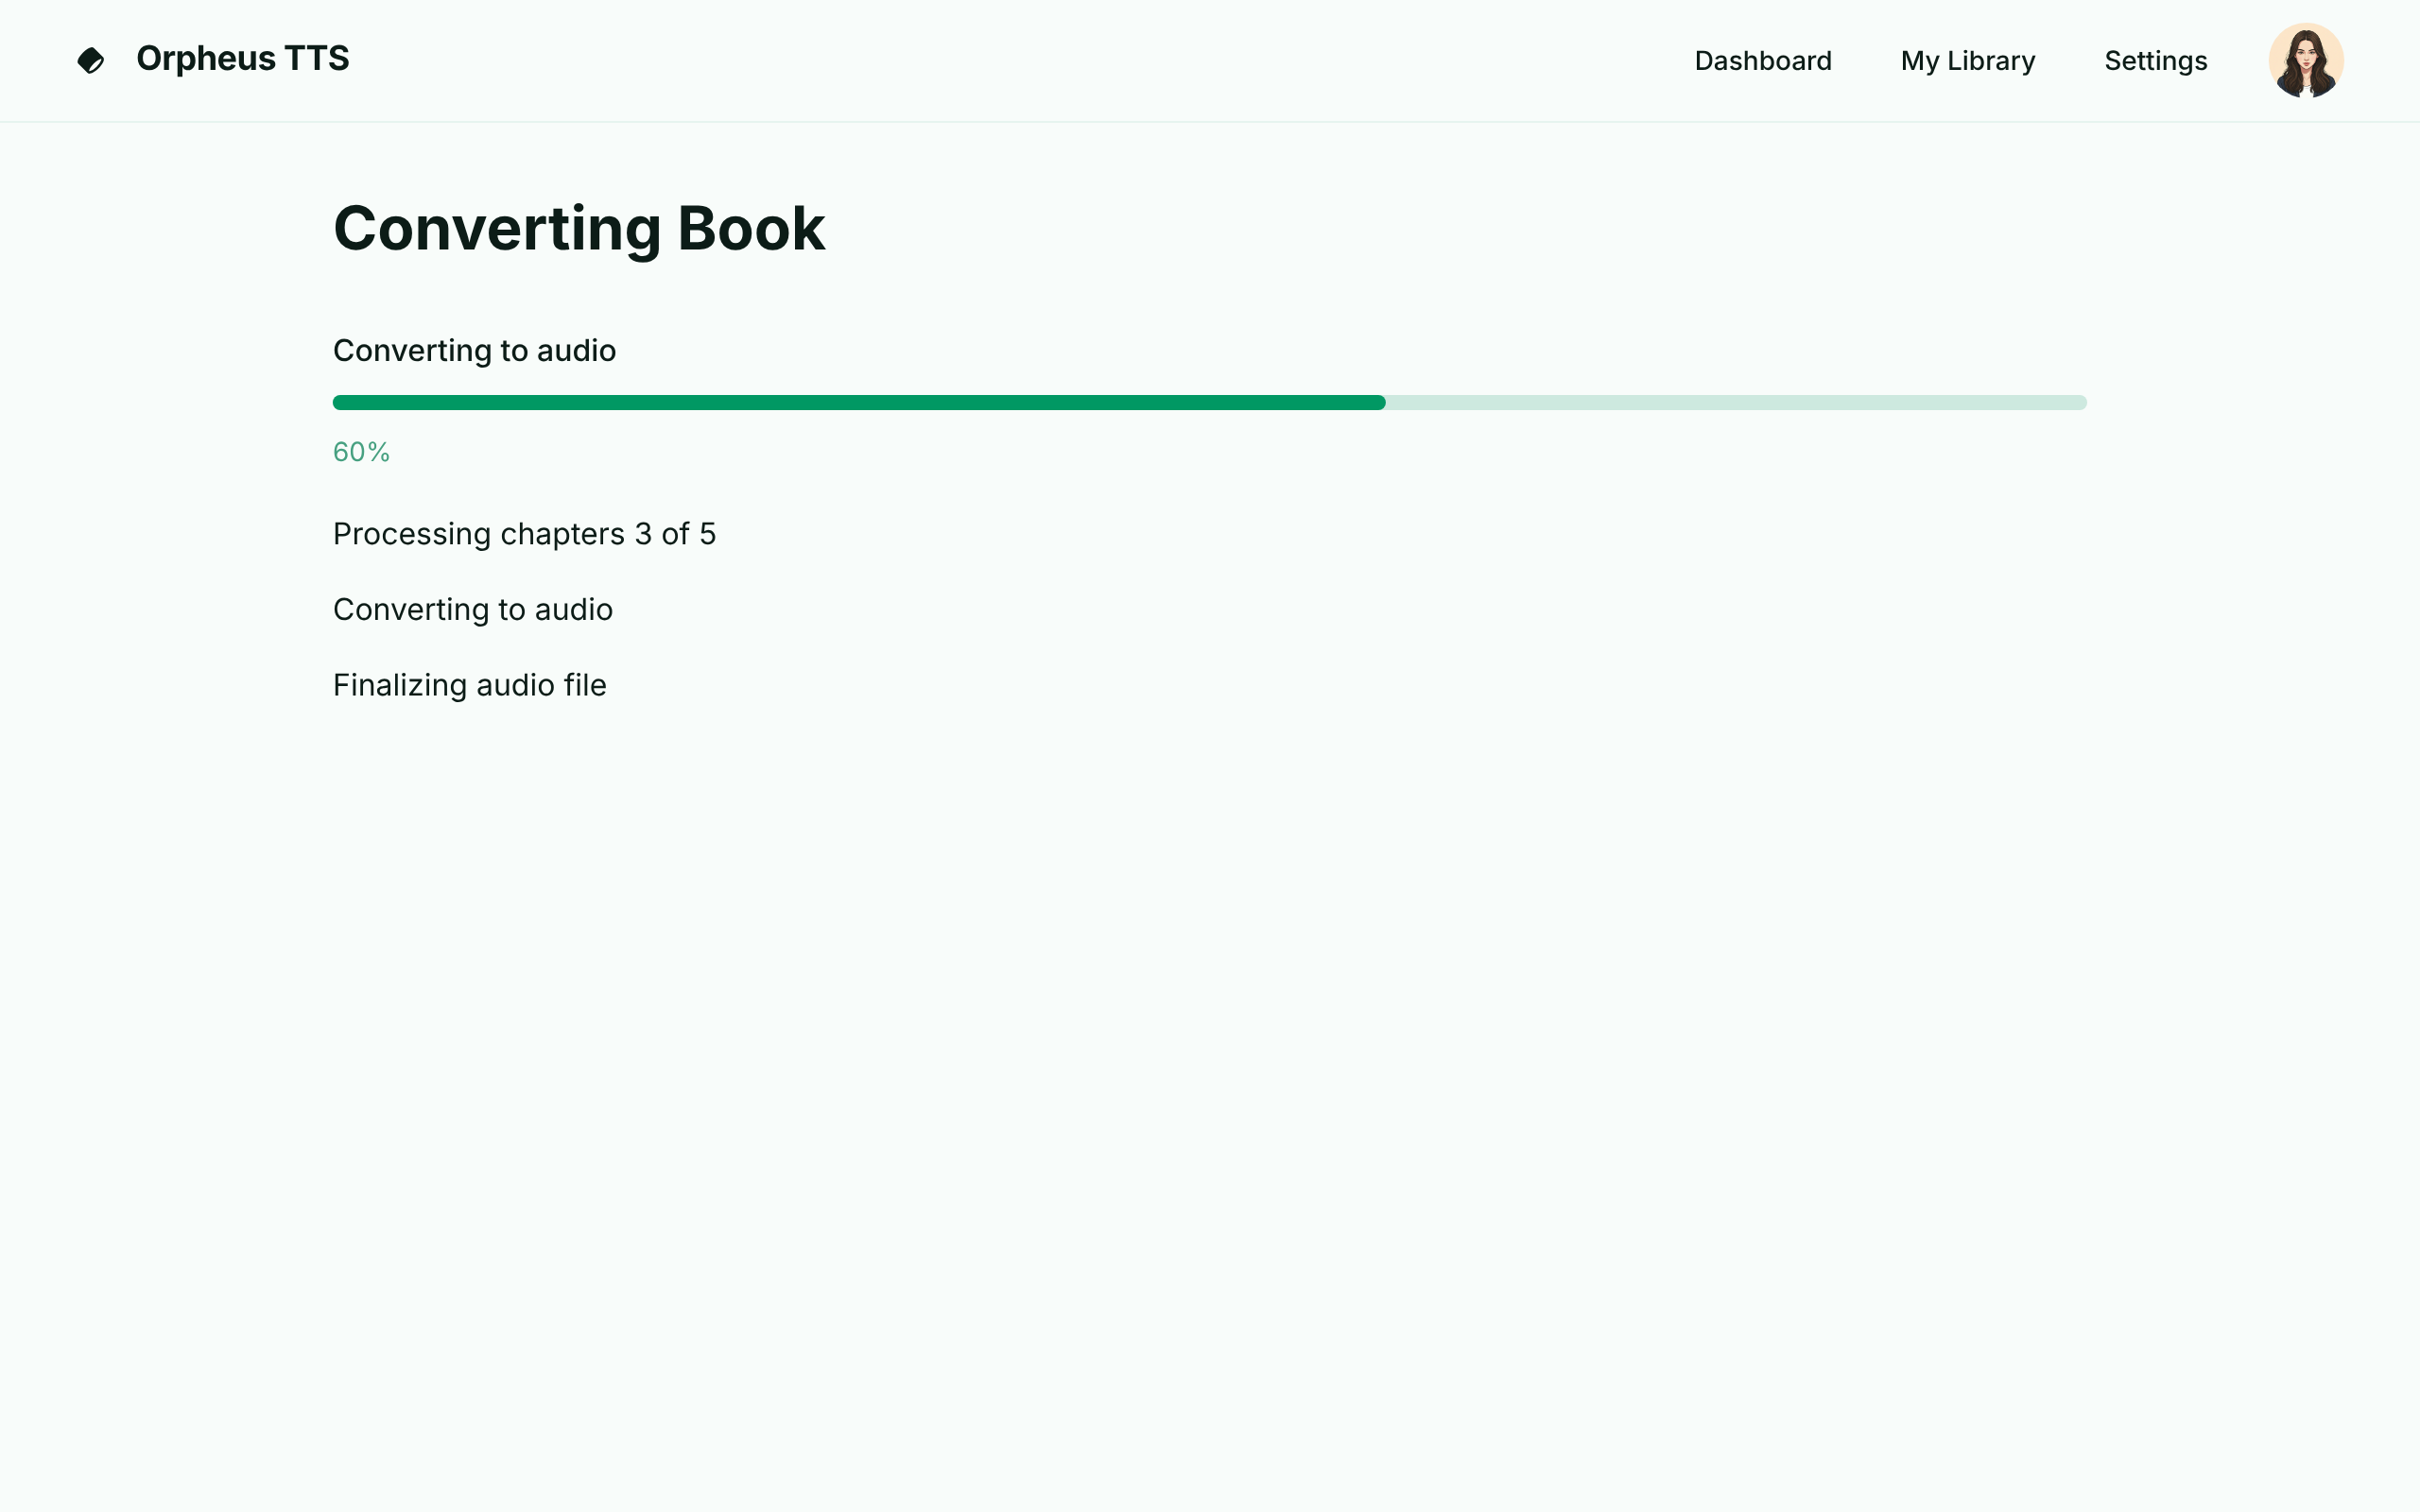 Orpheus TTS
Dashboard
My Library
Settings
Converting Book
Converting to audio
60%
Processing chapters 3 of 5
Converting to audio
Finalizing audio file